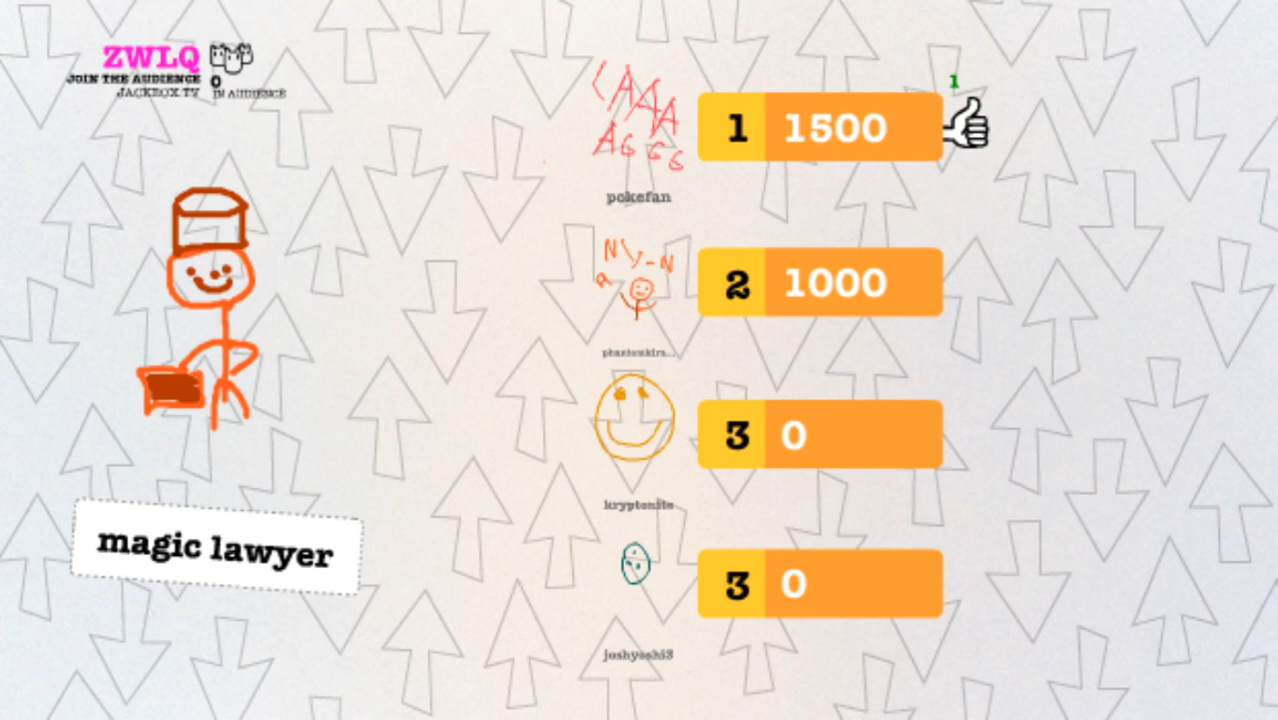 ZWLQ
JOIN THE AUDIENCE
JACKBOX.TV
0
IN AUDIENCE
magic lawyer
pokefan
1 1500
1
2 1000
kryptonite
3 0
joshyoshi3
3 0